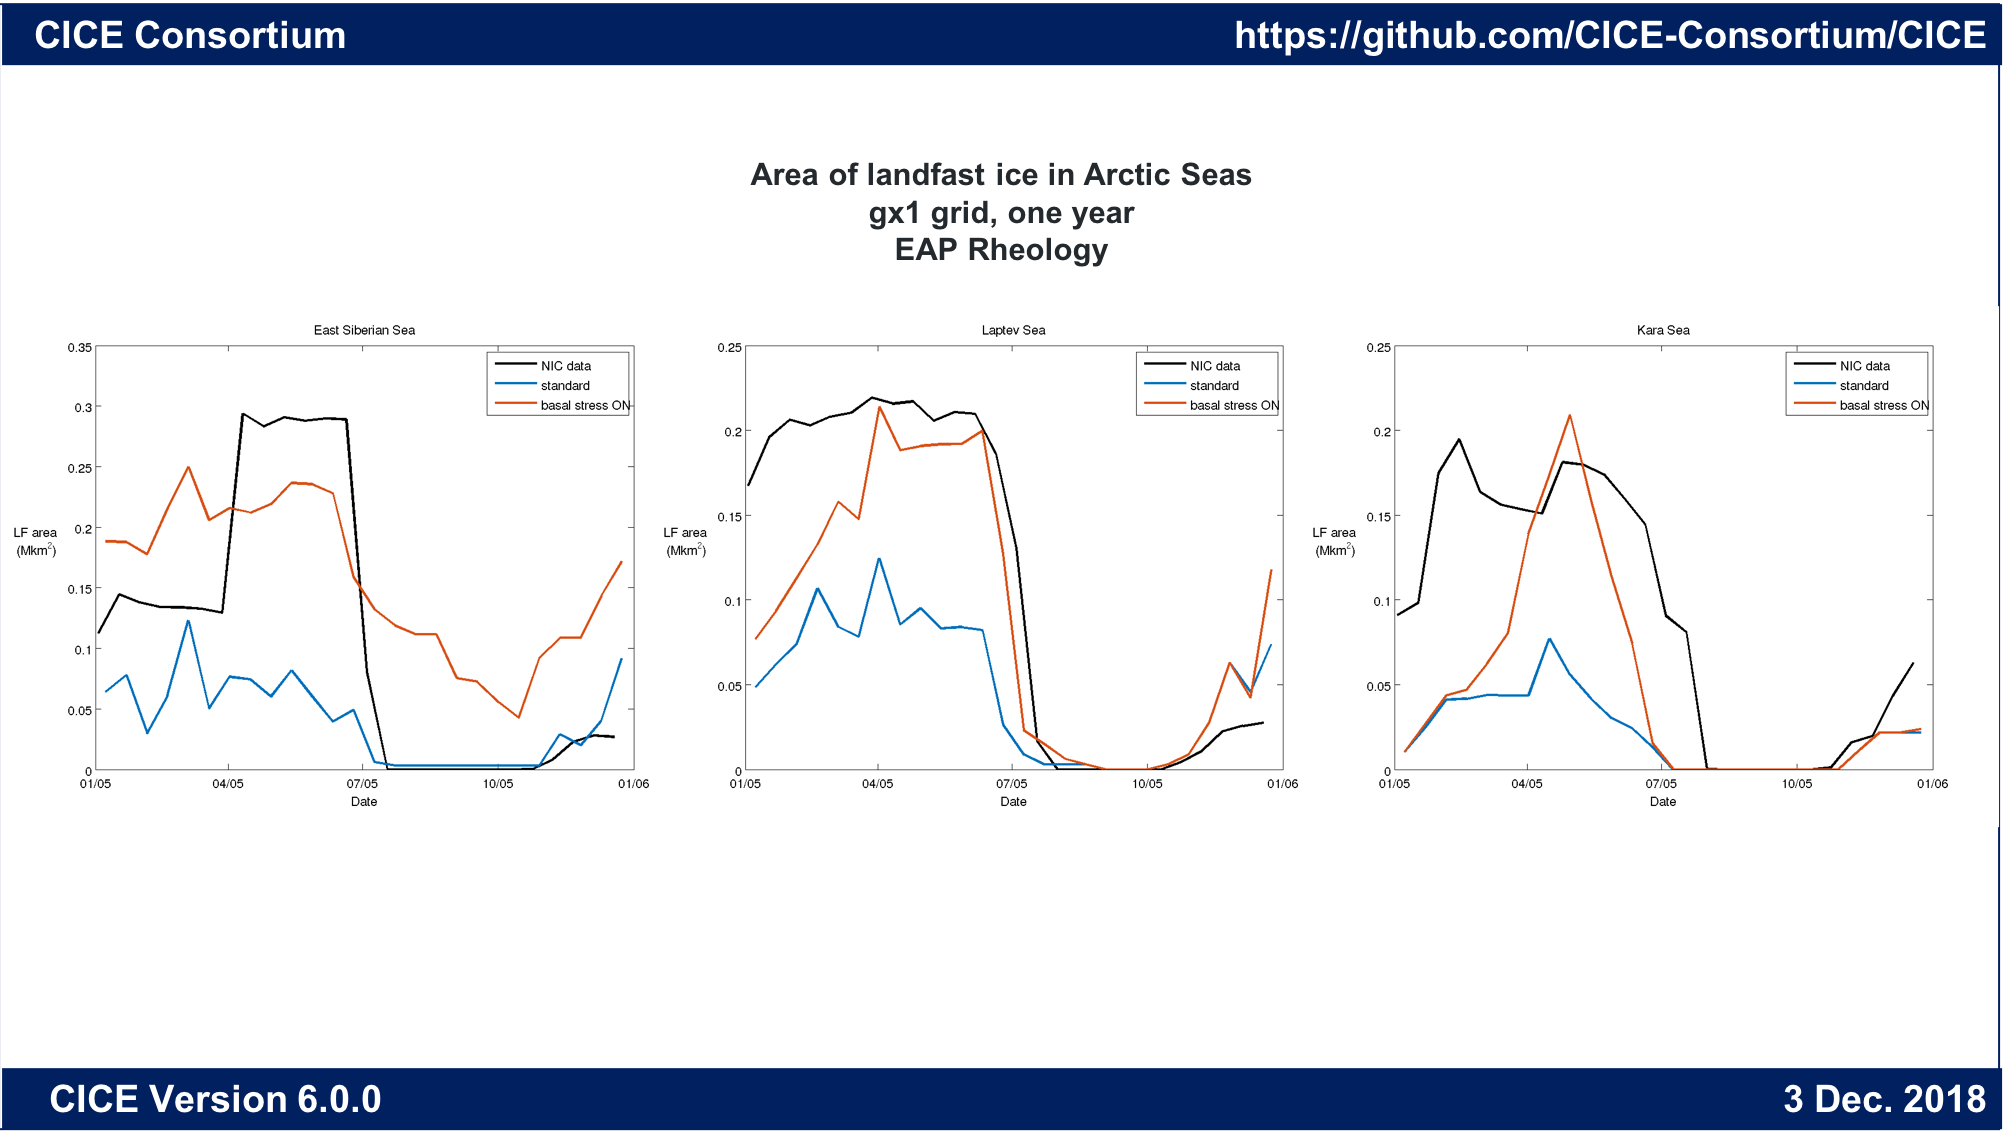 CICE Consortium
https://github.com/CICE-Consortium/CICE
Area of landfast ice in Arctic Seas
gx1 grid, one year
EAP Rheology
East Siberian Sea
0.35
0.3
0.25
0.2
0.15
0.1
0.05
0
LF area
(Mkm²)
NIC data
standard
basal stress ON
01/05
04/05
07/05
10/05
01/06
Date
Laptev Sea
0.25
0.2
0.15
0.1
0.05
0
LF area
(Mkm²)
NIC data
standard
basal stress ON
01/05
04/05
07/05
10/05
01/06
Date
Kara Sea
0.25
0.2
0.15
0.1
0.05
0
LF area
(Mkm²)
NIC data
standard
basal stress ON
01/05
04/05
07/05
10/05
01/06
Date
CICE Version 6.0.0
3 Dec. 2018